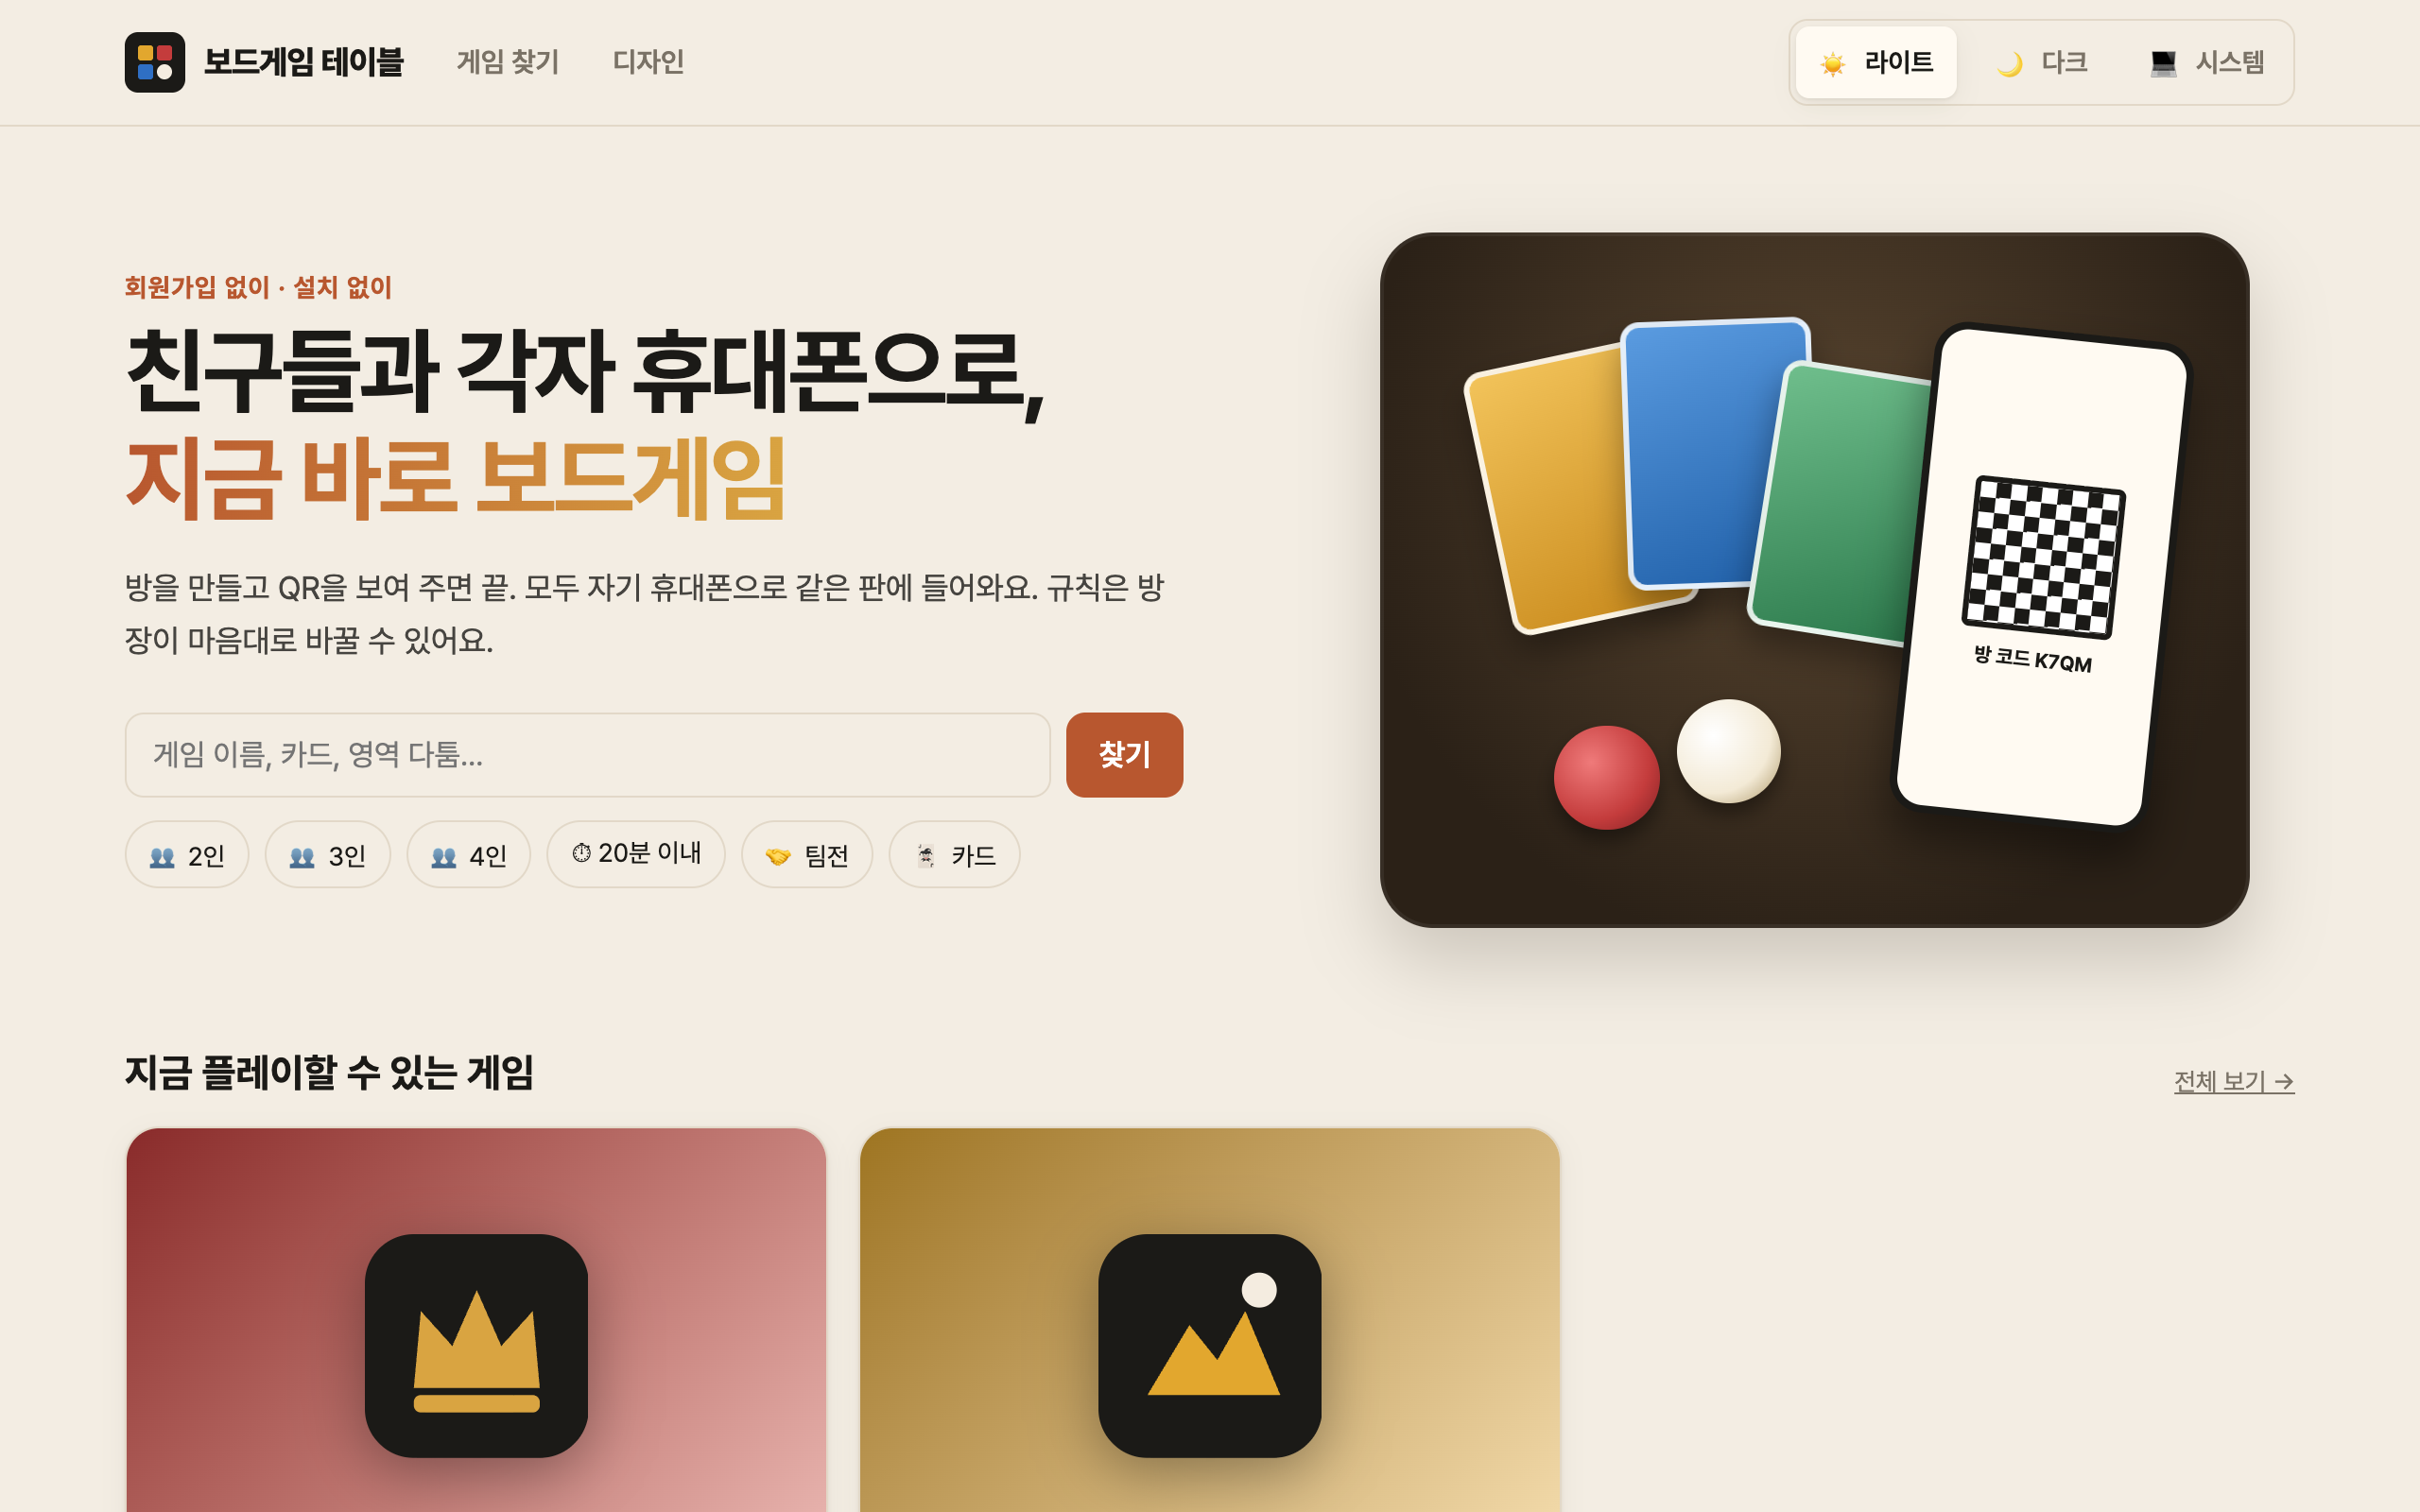 보드게임 테이블
게임 찾기
디자인
라이트
다크
시스템
회원가입 없이 · 설치 없이
친구들과 각자 휴대폰으로,
지금 바로 보드게임
방을 만들고 QR을 보여 주면 끝. 모두 자기 휴대폰으로 같은 판에 들어와요. 규칙은 방
장이 마음대로 바꿀 수 있어요.
게임 이름, 카드, 영역 다툼...
찾기
2인
3인
4인
20분 이내
팀전
카드
방 코드 K7QM
지금 플레이할 수 있는 게임
전체 보기 →